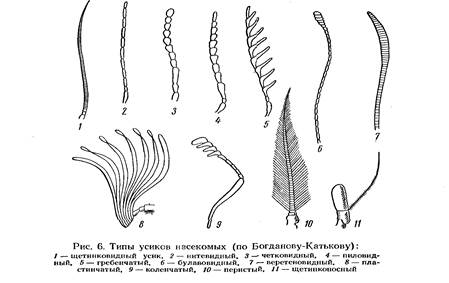 1
2
3
4
5
6
7
8
9
10
11
Рис. 6. Типы усиков насекомых (по Богданову-Катькову):
1 — щетинковидный усик, 2 — нитевидный, 3 — четковидный, 4 — пиловид-
ный, 5 — гребенчатый, 6 — булавовидный, 7 — веретеновидный, 8 — пла-
стинчатый, 9 — коленчатый, 10 — перистый, 11 — щетинконосный